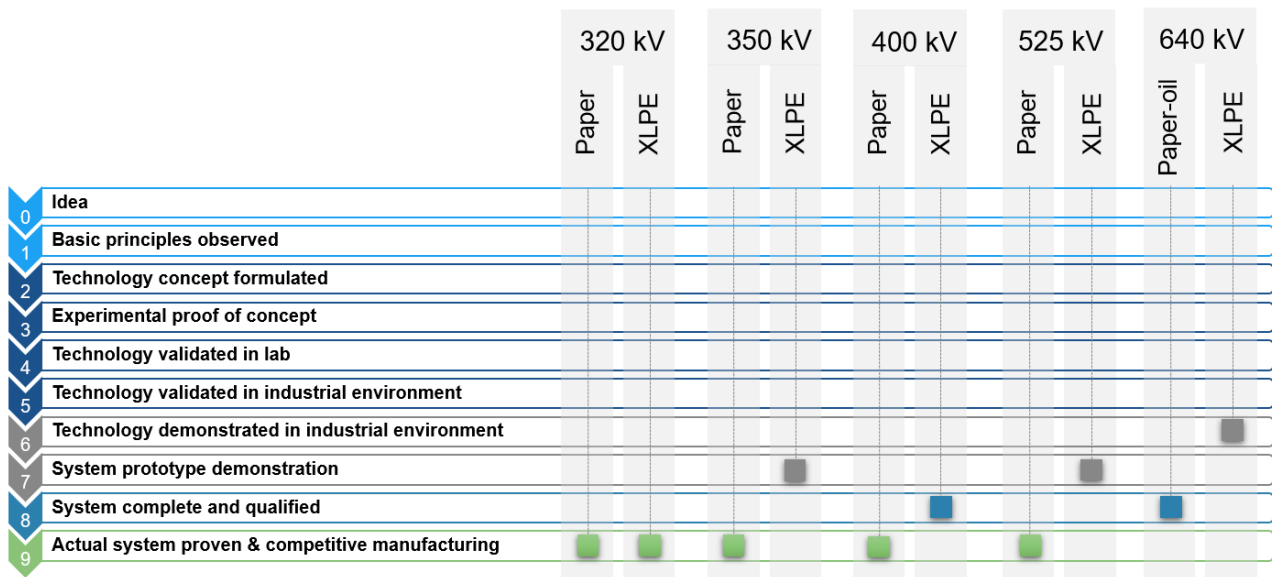 320 kV 350 kV 400 kV 525 kV 640 kV
Paper XLPE Paper XLPE Paper XLPE Paper XLPE Paper-oil XLPE
0 Idea
1 Basic principles observed
2 Technology concept formulated
3 Experimental proof of concept
4 Technology validated in lab
5 Technology validated in industrial environment
6 Technology demonstrated in industrial environment
7 System prototype demonstration
8 System complete and qualified
9 Actual system proven & competitive manufacturing